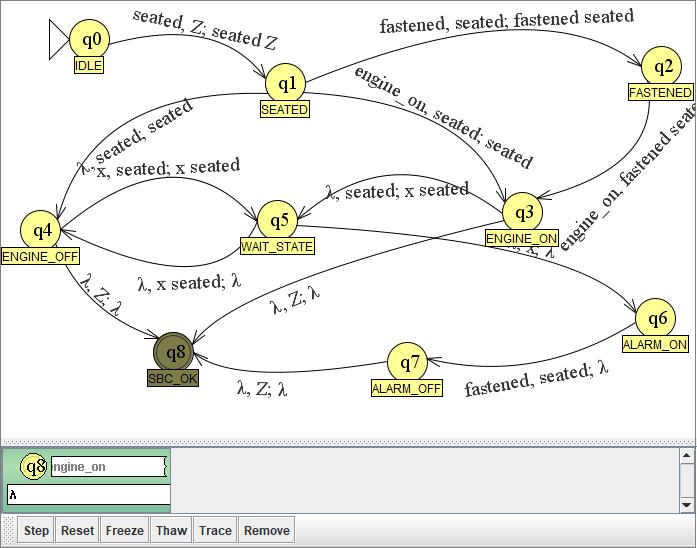 seated, Z; seated Z
fastened, seated; fastened seated
q0
IDLE
q1
SEATED
q2
FASTENED
engine_on, seated; seated
λ, seated; seated
x, seated; x seated
λ, seated; x seated
engine_on, fastened seate
q4
ENGINE_OFF
q5
WAIT_STATE
q3
ENGINE_ON
λ, x seated; λ
λ, x; λ
λ, Z; λ
λ, Z; λ
q6
ALARM_ON
q8
SBC_OK
q7
ALARM_OFF
λ, Z; λ
fastened, seated; λ
q8
engine_on
λ
Step Reset Freeze Thaw Trace Remove